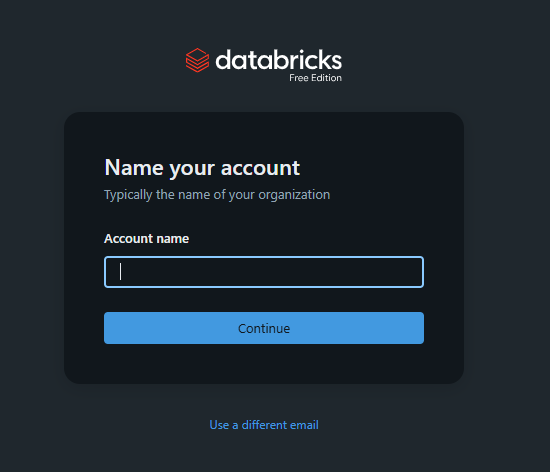 databricks
Free Edition
Name your account
Typically the name of your organization
Account name
Continue
Use a different email